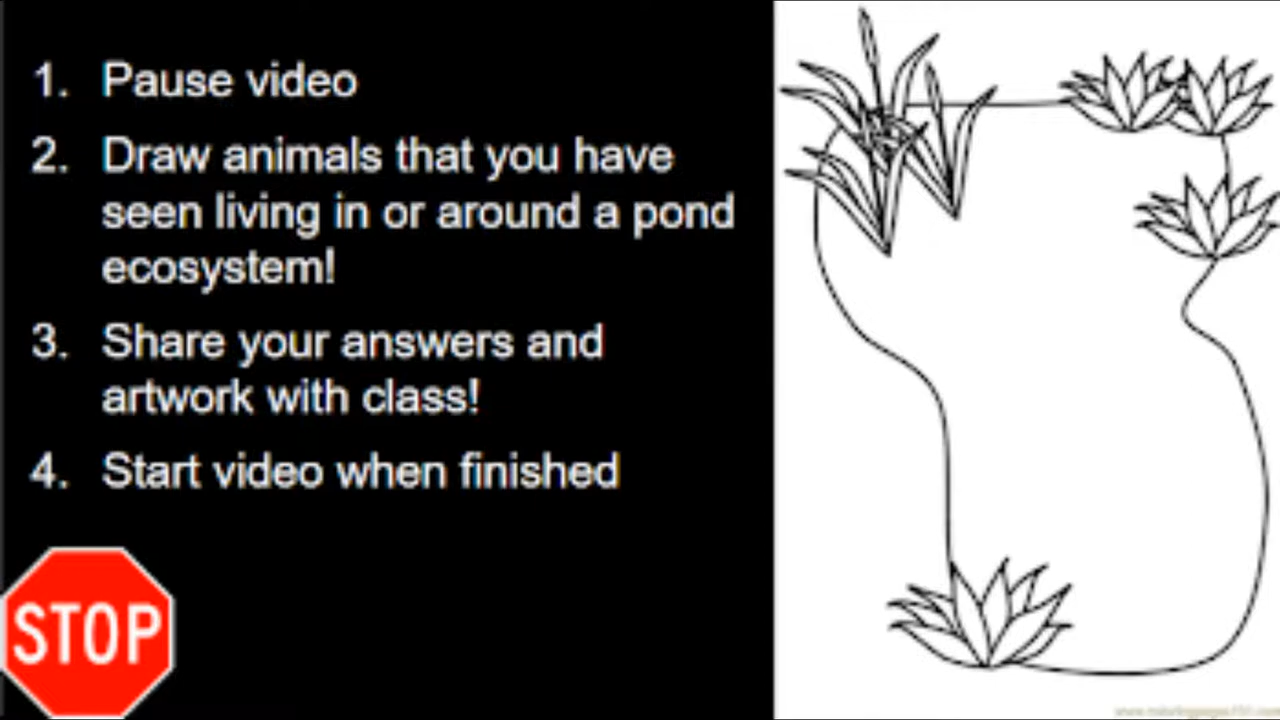 1. Pause video
2. Draw animals that you have
seen living in or around a pond
ecosystem!
3. Share your answers and
artwork with class!
4. Start video when finished
STOP